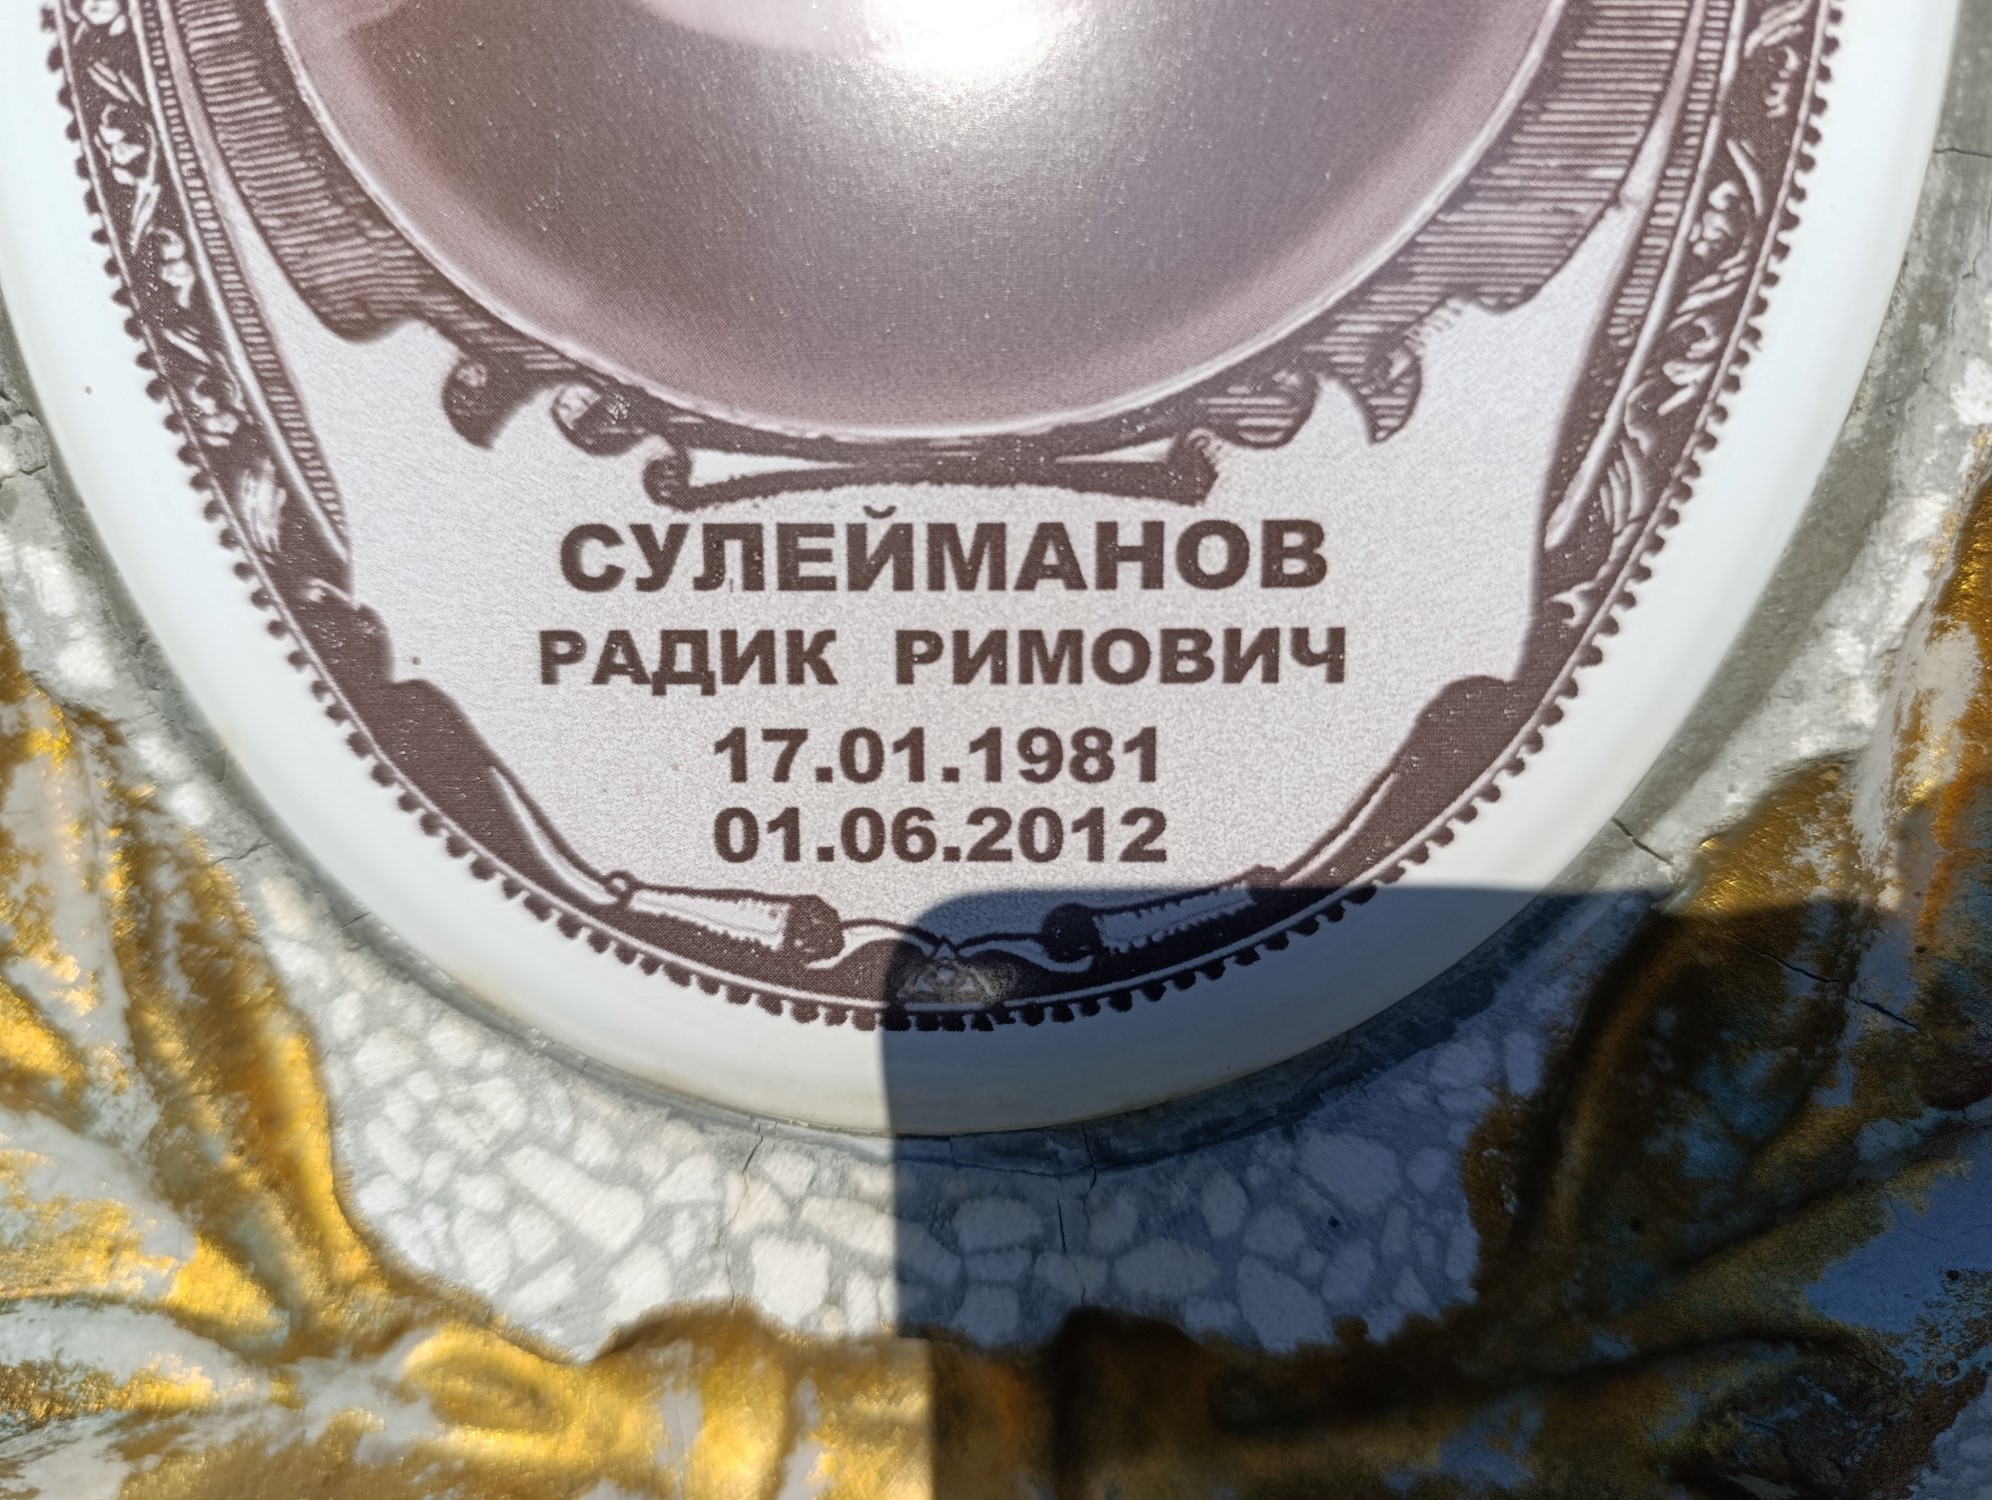 СУЛЕЙМАНОВ
РАДИК РИМОВИЧ
17.01.1981
01.06.2012